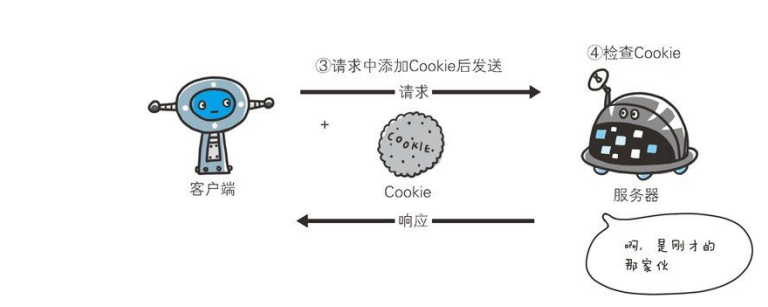 ④检查Cookie
③请求中添加Cookie后发送
请求
+
COOKIE.
客户端
Cookie
服务器
响应
啊，是刚才的
那家伙